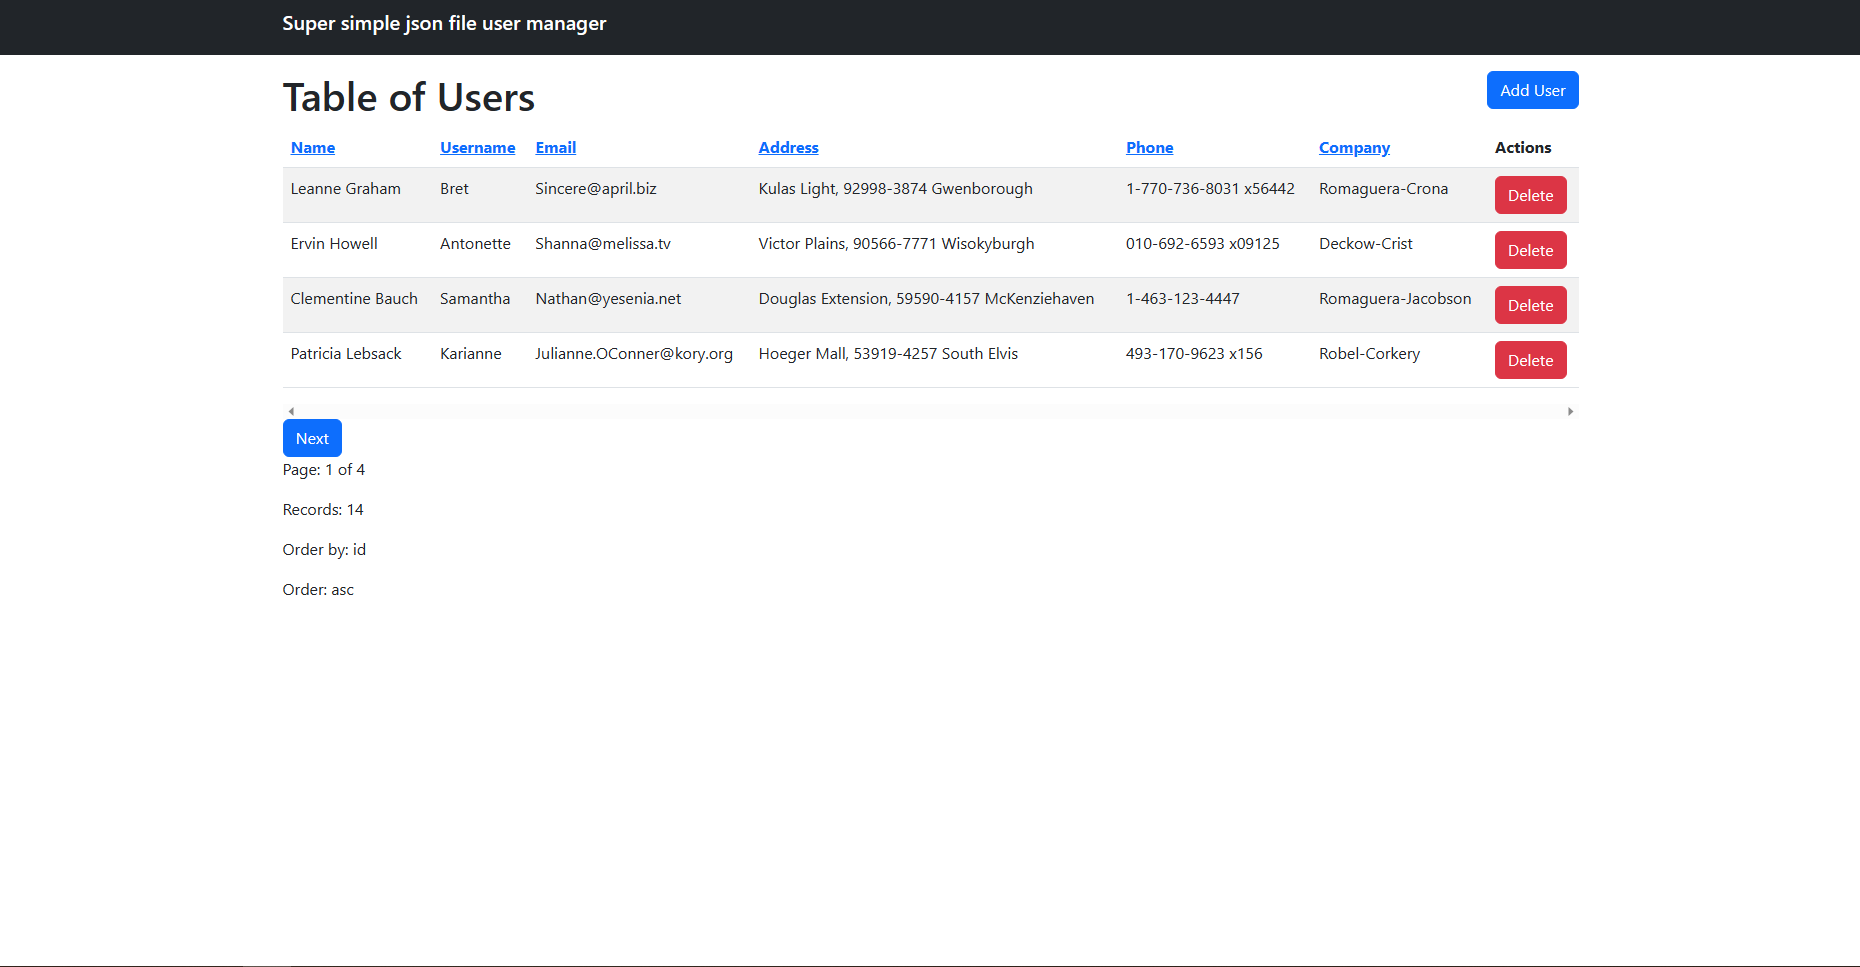 Super simple json file user manager
Table of Users
Add User
Name Username Email Address Phone Company Actions
Leanne Graham Bret Sincere@april.biz Kulas Light, 92998-3874 Gwenborough 1-770-736-8031 x56442 Romaguera-Crona Delete
Ervin Howell Antonette Shanna@melissa.tv Victor Plains, 90566-7771 Wisokyburgh 010-692-6593 x09125 Deckow-Crist Delete
Clementine Bauch Samantha Nathan@yesenia.net Douglas Extension, 59590-4157 McKenziehaven 1-463-123-4447 Romaguera-Jacobson Delete
Patricia Lebsack Karianne Julianne.OConner@kory.org Hoeger Mall, 53919-4257 South Elvis 493-170-9623 x156 Robel-Corkery Delete
Next
Page: 1 of 4
Records: 14
Order by: id
Order: asc